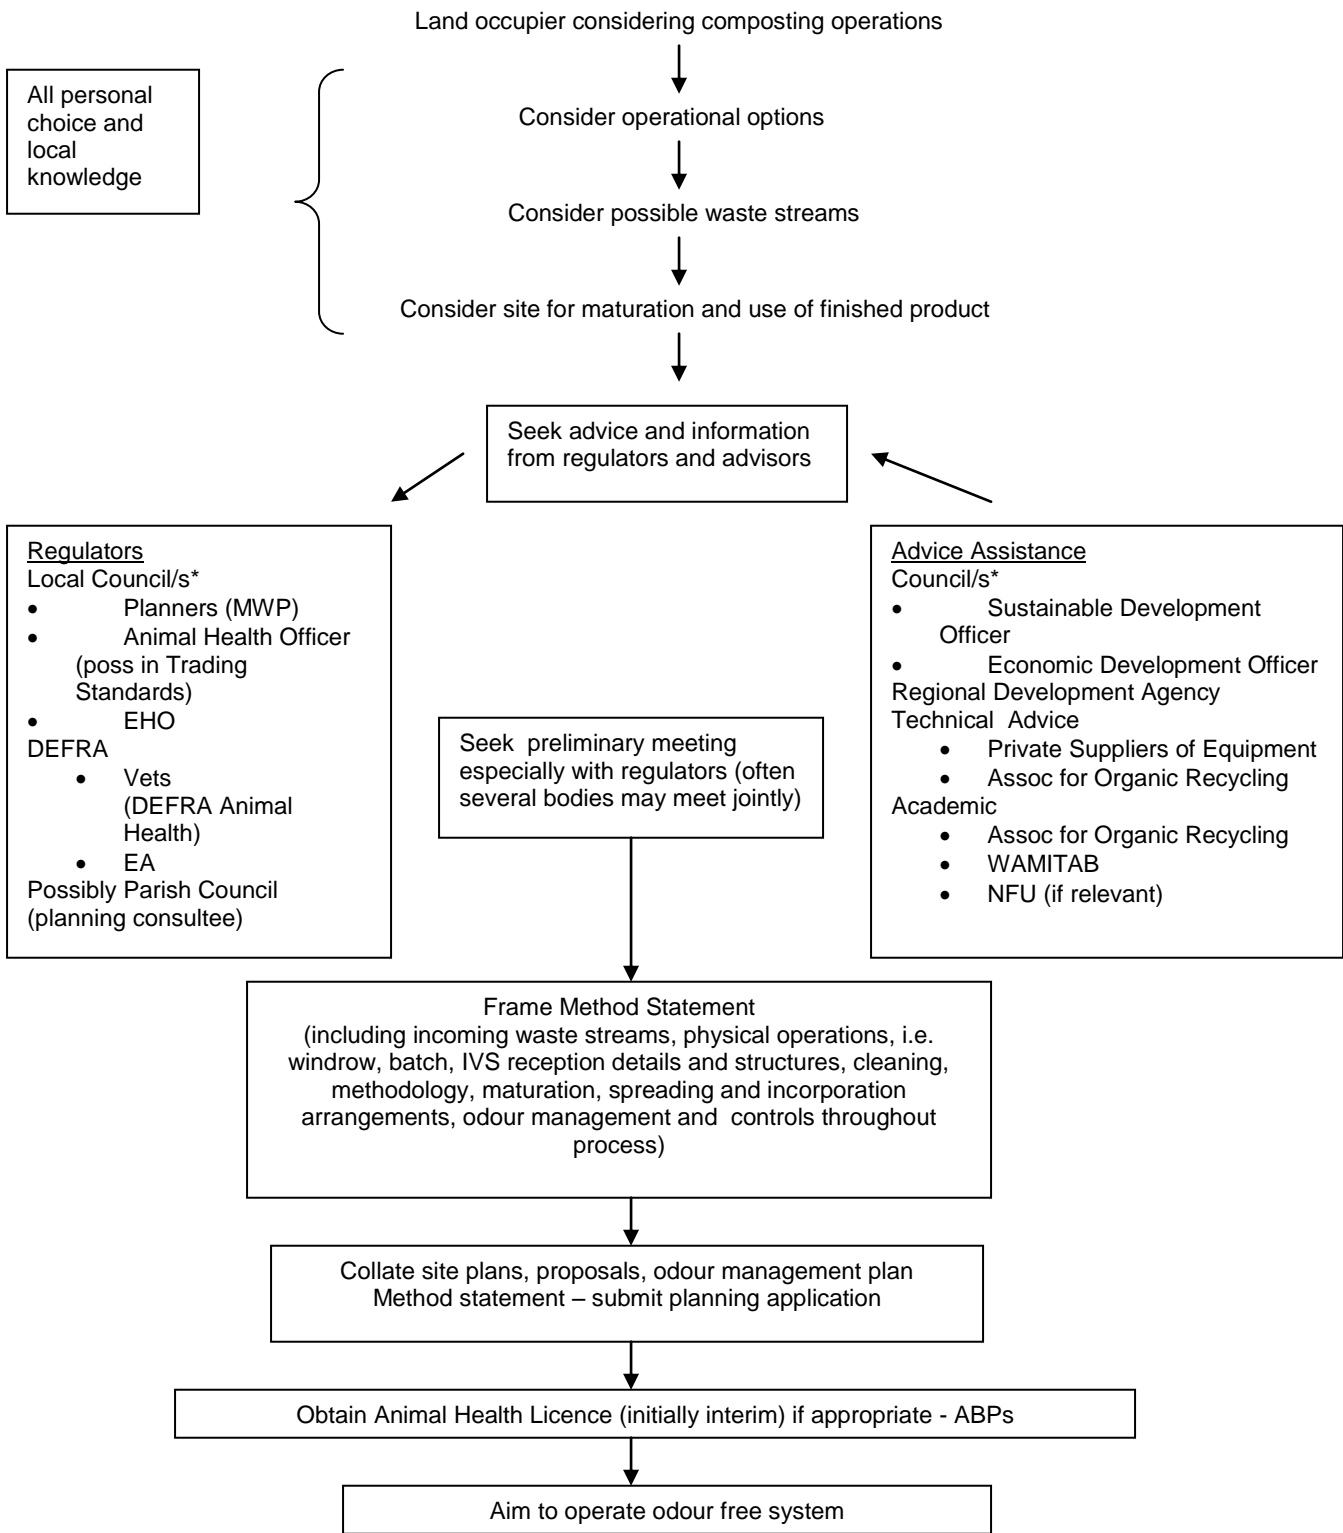 Land occupier considering composting operations
All personal
choice and
local
knowledge
Consider operational options
Consider possible waste streams
Consider site for maturation and use of finished product
Seek advice and information
from regulators and advisors
Regulators
Local Council/s*
• Planners (MWP)
• Animal Health Officer
(poss in Trading
Standards)
• EHO
DEFRA
• Vets
(DEFRA Animal
Health)
• EA
Possibly Parish Council
(planning consultee)
Seek preliminary meeting
especially with regulators (often
several bodies may meet jointly)
Advice Assistance
Council/s*
• Sustainable Development
Officer
• Economic Development Officer
Regional Development Agency
Technical Advice
• Private Suppliers of Equipment
• Assoc for Organic Recycling
Academic
• Assoc for Organic Recycling
• WAMITAB
• NFU (if relevant)
Frame Method Statement
(including incoming waste streams, physical operations, i.e.
windrow, batch, IVS reception details and structures, cleaning,
methodology, maturation, spreading and incorporation
arrangements, odour management and controls throughout
process)
Collate site plans, proposals, odour management plan
Method statement – submit planning application
Obtain Animal Health Licence (initially interim) if appropriate - ABPs
Aim to operate odour free system